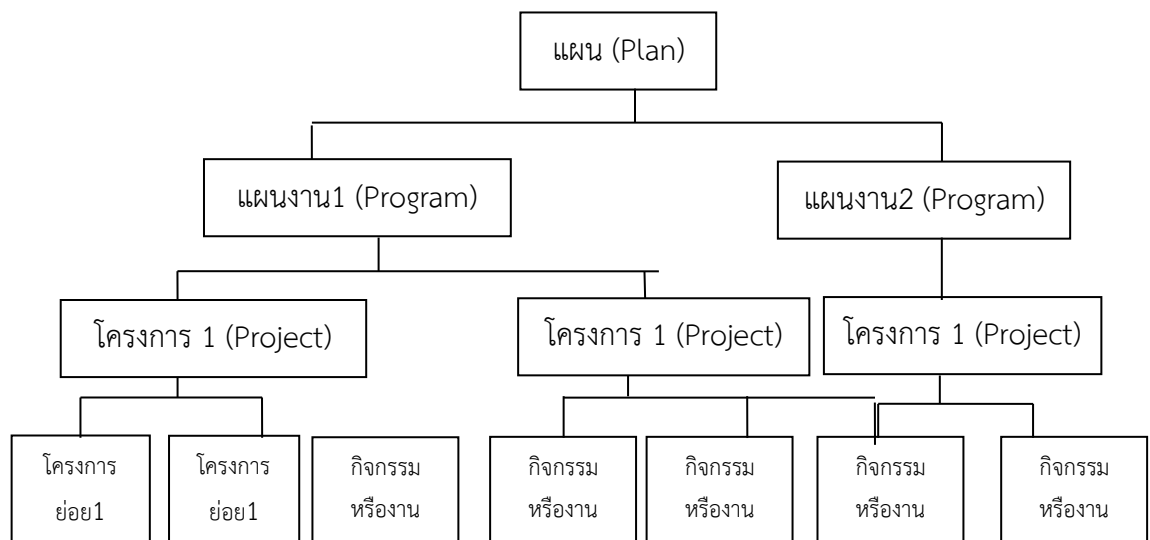 แผน (Plan)
แผนงาน1 (Program)
แผนงาน2 (Program)
โครงการ 1 (Project)
โครงการ 1 (Project)
โครงการ 1 (Project)
โครงการ
ย่อย1
โครงการ
ย่อย1
กิจกรรม
หรืองาน
กิจกรรม
หรืองาน
กิจกรรม
หรืองาน
กิจกรรม
หรืองาน
กิจกรรม
หรืองาน